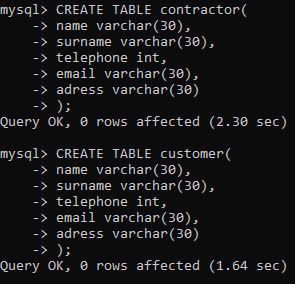 mysql> CREATE TABLE contractor(
    -> name varchar(30),
    -> surname varchar(30),
    -> telephone int,
    -> email varchar(30),
    -> adress varchar(30)
    -> );
Query OK, 0 rows affected (2.30 sec)

mysql> CREATE TABLE customer(
    -> name varchar(30),
    -> surname varchar(30),
    -> telephone int,
    -> email varchar(30),
    -> adress varchar(30)
    -> );
Query OK, 0 rows affected (1.64 sec)